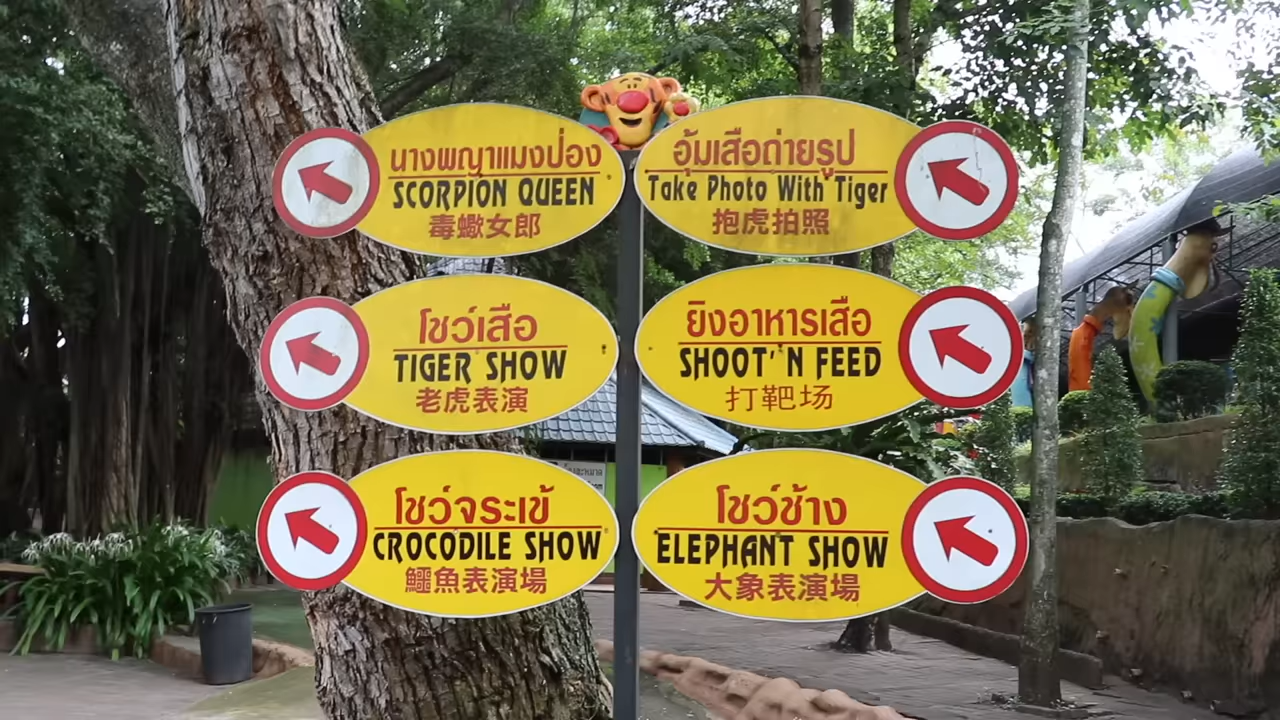 นางพญาแมงป่อง
SCORPION QUEEN
毒蠍女郎
อุ้มเสือถ่ายรูป
Take Photo With Tiger
抱虎拍照
โชว์เสือ
TIGER SHOW
老虎表演
ยิงอาหารเสือ
SHOOT' N FEED
打靶场
โชว์จระเข้
CROCODILE SHOW
鱷魚表演場
โชว์ช้าง
ELEPHANT SHOW
大象表演場